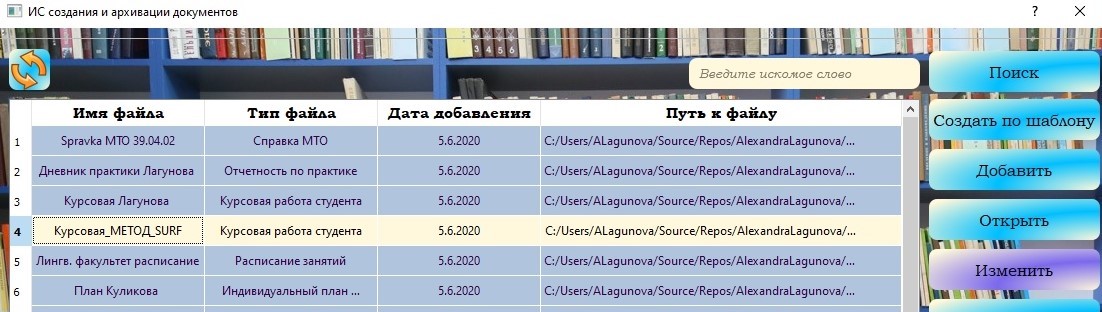 ИС создания и архивации документов
Введите искомое слово
Поиск
Создать по шаблону
Добавить
Открыть
Изменить
Имя файла Тип файла Дата добавления Путь к файлу
1 Spravka МТО 39.04.02 Справка МТО 5.6.2020 C:/Users/ALagunova/Source/Repos/AlexandraLagunova/...
2 Дневник практики Лагунова Отчетность по практике 5.6.2020 C:/Users/ALagunova/Source/Repos/AlexandraLagunova/...
3 Курсовая Лагунова Курсовая работа студента 5.6.2020 C:/Users/ALagunova/Source/Repos/AlexandraLagunova/...
4 Курсовая_МЕТОД_SURF Курсовая работа студента 5.6.2020 C:/Users/ALagunova/Source/Repos/AlexandraLagunova/...
5 Лингв. факультет расписание Расписание занятий 5.6.2020 C:/Users/ALagunova/Source/Repos/AlexandraLagunova/...
6 План Куликова Индивидуальный план ... 5.6.2020 C:/Users/ALagunova/Source/Repos/AlexandraLagunova/...